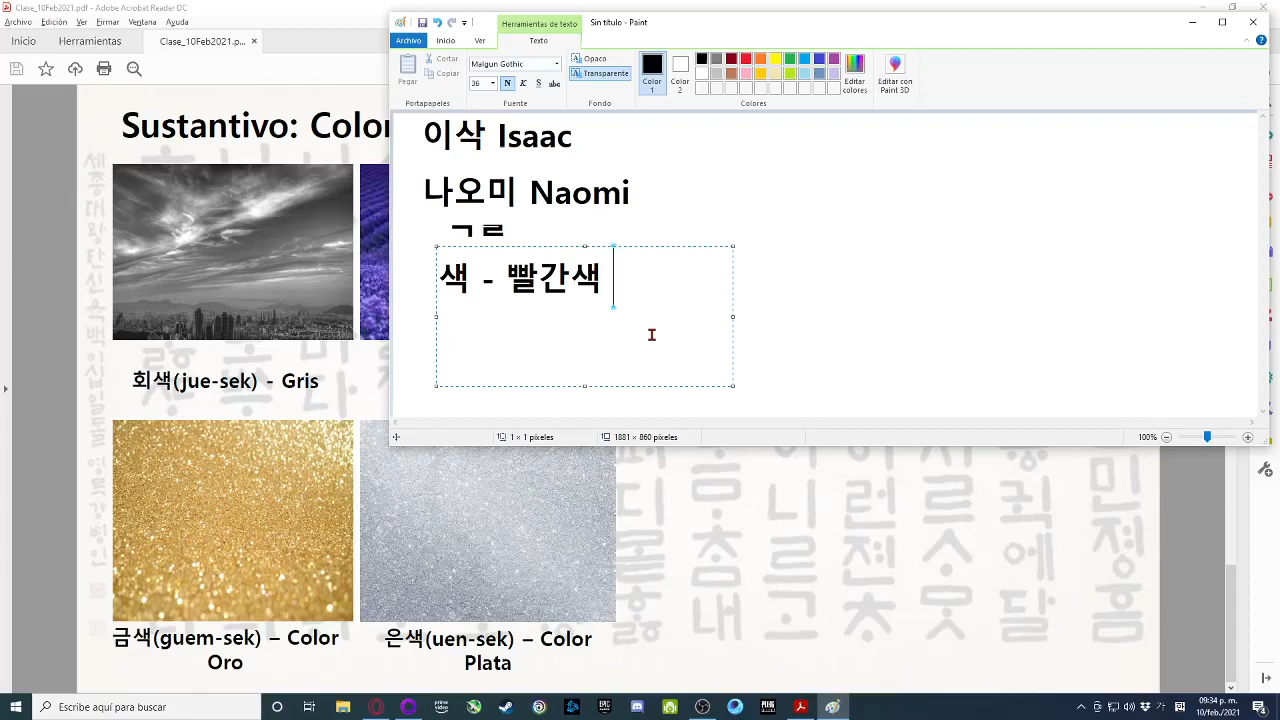 Clase_10Feb2021.pdf - Adobe Acrobat Reader DC
Archivo Edición Ver Firmar Ventana Ayuda
Inicio Herramientas Clase_10Feb2021.p... ×
Herramientas de texto
Sin título - Paint
Archivo Inicio Ver Texto
Pegar
Cortar
Copiar
Portapapeles
Malgun Gothic
36 N K S abc
Fuente
Opaco
Transparente
Fondo
Color 1
Color 2
Editar colores
Colores
Editar con Paint 3D
이삭 Isaac
나오미 Naomi
ㄱㄹ
색 - 빨간색
1 × 1 píxeles
1881 × 860 píxeles
100%
Sustantivo: Color
회색(jue-sek) - Gris
금색(guem-sek) – Color
Oro
은색(uen-sek) – Color
Plata
Escribe aquí para buscar
09:34 p. m.
10/feb./2021